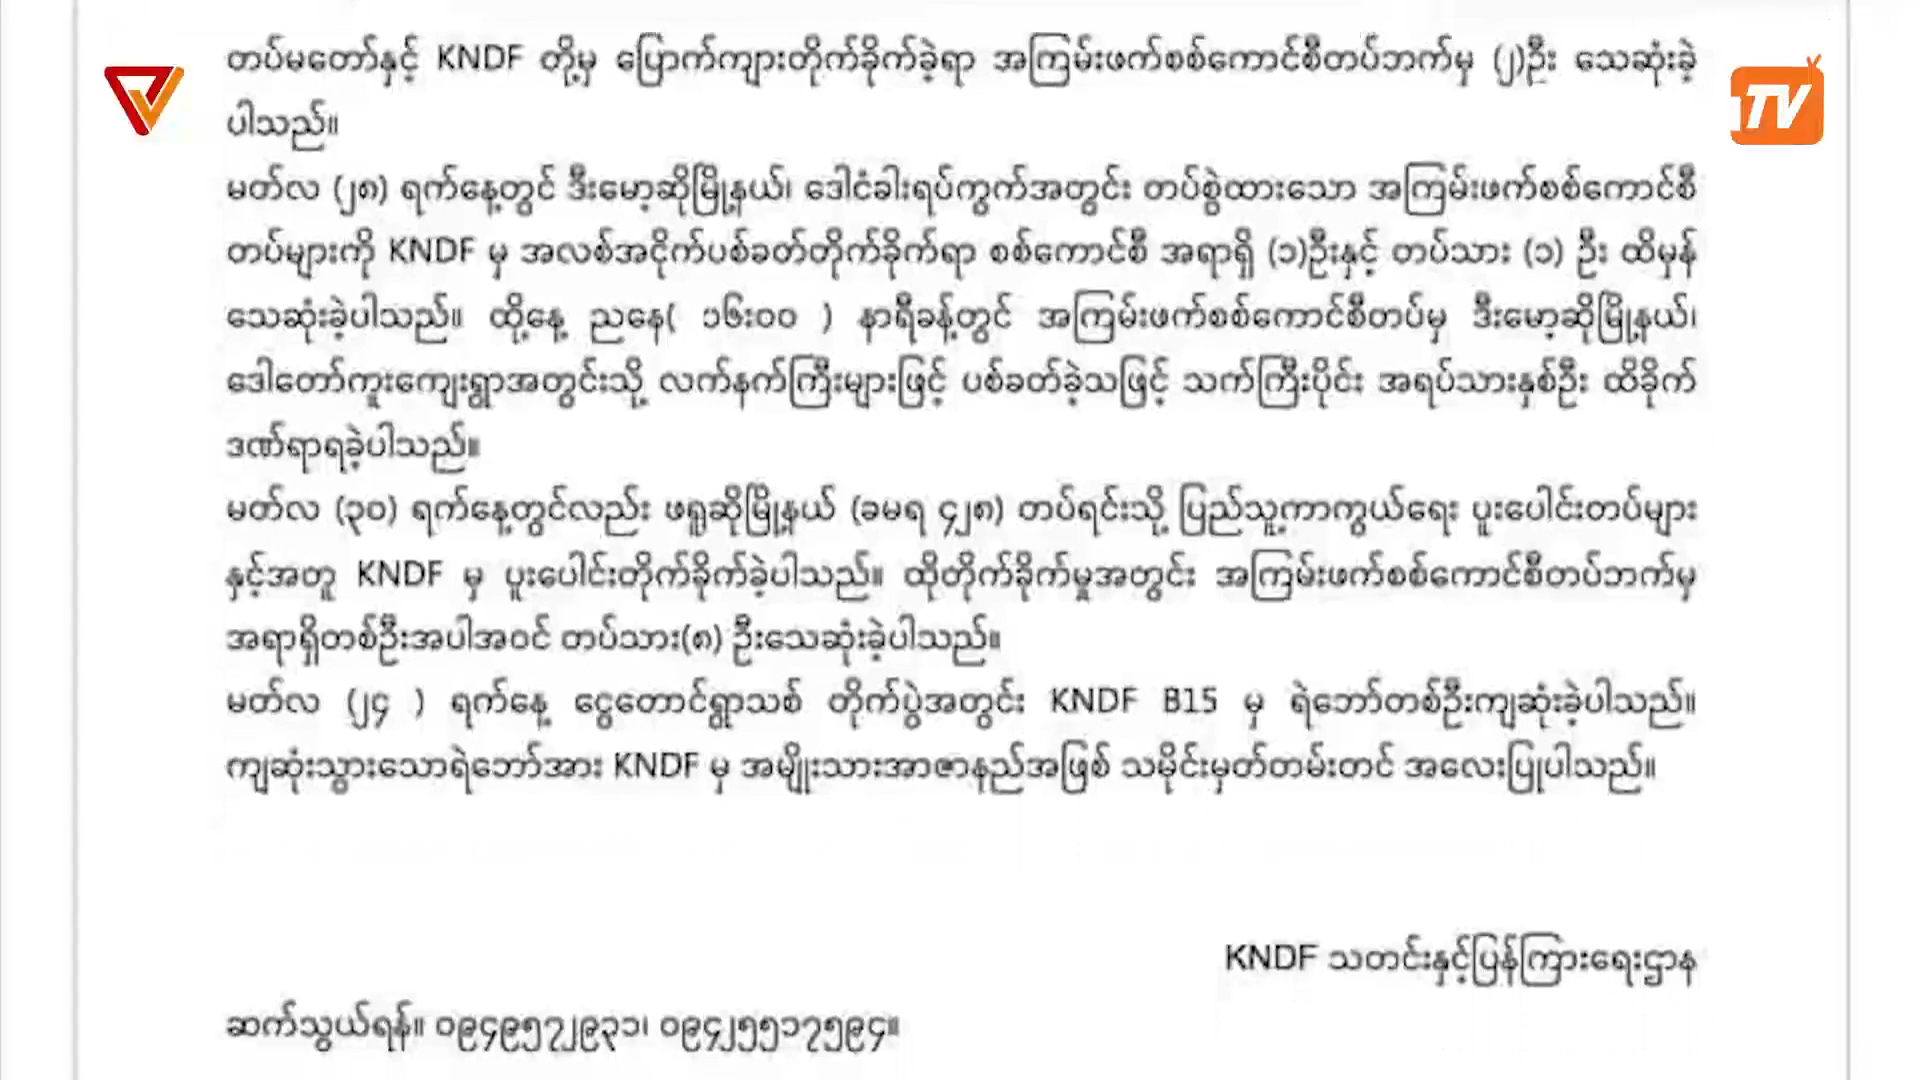 တပ်မတော်နှင့် KNDF တို့မှ ပြောက်ကျားတိုက်ခိုက်ခဲ့ရာ အကြမ်းဖက်စစ်ကောင်စီတပ်ဘက်မှ (၂)ဦး သေဆုံးခဲ့
TV
ပါသည်။
မတ်လ (၂၈) ရက်နေ့တွင် ဒီးမော့ဆိုမြို့နယ်၊ ဒေါငံခါးရပ်ကွက်အတွင်း တပ်စွဲထားသော အကြမ်းဖက်စစ်ကောင်စီ
တပ်များကို KNDF မှ အလစ်အငိုက်ပစ်ခတ်တိုက်ခိုက်ရာ စစ်ကောင်စီ အရာရှိ (၁)ဦးနှင့် တပ်သား (၁) ဦး ထိမှန်
သေဆုံးခဲ့ပါသည်။ ထို့နေ့ ညနေ( ၁၆း၀၀ ) နာရီခန့်တွင် အကြမ်းဖက်စစ်ကောင်စီတပ်မှ ဒီးမော့ဆိုမြို့နယ်၊
ဒေါတော်ကူးကျေးရွာအတွင်းသို့ လက်နက်ကြီးများဖြင့် ပစ်ခတ်ခဲ့သဖြင့် သက်ကြီးပိုင်း အရပ်သားနှစ်ဦး ထိခိုက်
ဒဏ်ရာရခဲ့ပါသည်။
မတ်လ (၃၀) ရက်နေ့တွင်လည်း ဖရူဆိုမြို့နယ် (ခမရ ၄၂၈) တပ်ရင်းသို့ ပြည်သူ့ကာကွယ်ရေး ပူးပေါင်းတပ်များ
နှင့်အတူ KNDF မှ ပူးပေါင်းတိုက်ခိုက်ခဲ့ပါသည်။ ထိုတိုက်ခိုက်မှုအတွင်း အကြမ်းဖက်စစ်ကောင်စီတပ်ဘက်မှ
အရာရှိတစ်ဦးအပါအဝင် တပ်သား(၈) ဦးသေဆုံးခဲ့ပါသည်။
မတ်လ (၂၄ ) ရက်နေ့ ငွေတောင်ရွာသစ် တိုက်ပွဲအတွင်း KNDF B15 မှ ရဲဘော်တစ်ဦးကျဆုံးခဲ့ပါသည်။
ကျဆုံးသွားသောရဲဘော်အား KNDF မှ အမျိုးသားအာဇာနည်အဖြစ် သမိုင်းမှတ်တမ်းတင် အလေးပြုပါသည်။
KNDF သတင်းနှင့်ပြန်ကြားရေးဌာန
ဆက်သွယ်ရန်။ ၀၉၄၉၅၇၂၉၃၁၊ ၀၉၄၂၅၅၁၇၅၉၄။